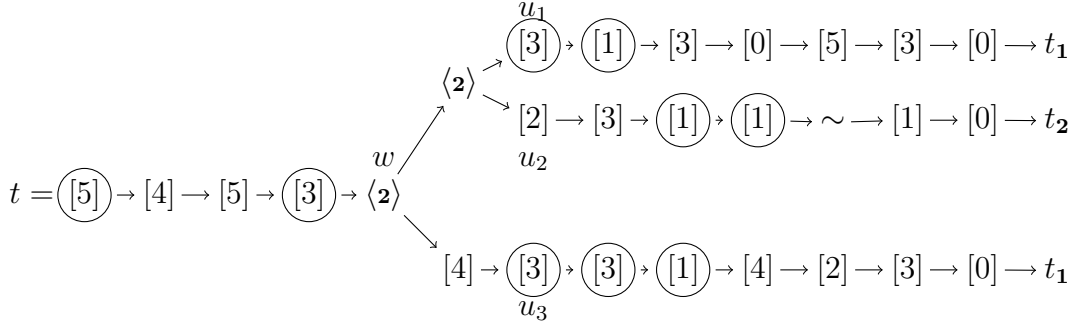 u₁
[3] → [1] → [3] → [0] → [5] → [3] → [0] → t₁
⟨2⟩
[2] → [3] → [1] → [1] → ∼ → [1] → [0] → t₂
w u₂
t = [5] → [4] → [5] → [3] → ⟨2⟩
[4] → [3] → [3] → [1] → [4] → [2] → [3] → [0] → t₁
u₃